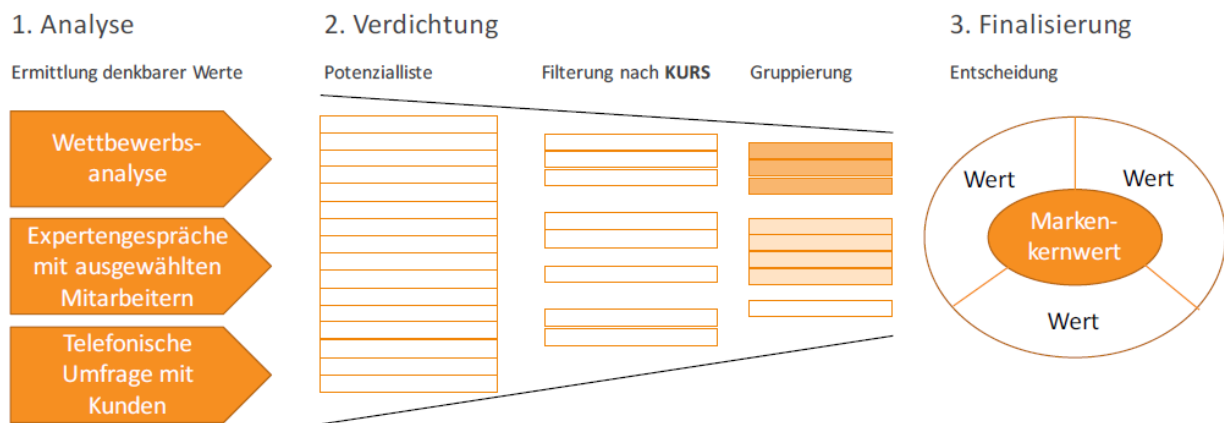 1. Analyse
2. Verdichtung
3. Finalisierung
Ermittlung denkbarer Werte
Potenzialliste
Filterung nach KURS
Gruppierung
Entscheidung
Wettbewerbs-
analyse
Expertengespräche
mit ausgewählten
Mitarbeitern
Telefonische
Umfrage mit
Kunden
Wert
Wert
Marken-
kernwert
Wert